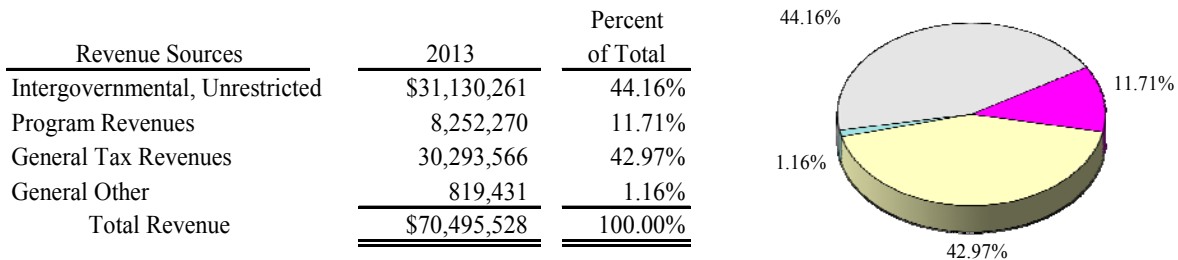 Percent
Revenue Sources 2013 of Total
Intergovernmental, Unrestricted $31,130,261 44.16%
Program Revenues 8,252,270 11.71%
General Tax Revenues 30,293,566 42.97%
General Other 819,431 1.16%
Total Revenue $70,495,528 100.00%
44.16%
11.71%
1.16%
42.97%